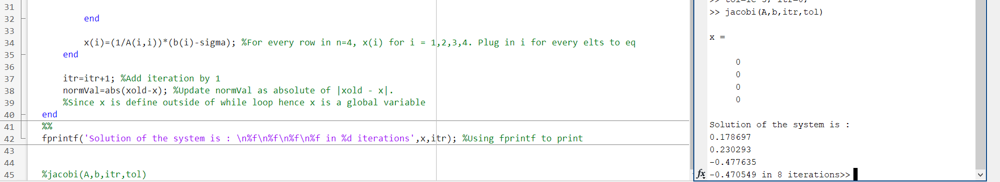 31
32 end
33
34 x(i)=(1/A(i,i))*(b(i)-sigma); %For every row in n=4, x(i) for i = 1,2,3,4. Plug in i for every elts to eq
35 end
36
37 itr=itr+1; %Add iteration by 1
38 normVal=abs(xold-x); %Update normVal as absolute of |xold - x|.
39 %Since x is define outside of while loop hence x is a global variable
40 end
41 %%
42 fprintf('Solution of the system is : \n%f\n%f\n%f\n%f in %d iterations',x,itr); %Using fprintf to print
43
44
45 %jacobi(A,b,itr,tol)
>> jacobi(A,b,itr,tol)
x =
0
0
0
0
Solution of the system is :
0.178697
0.230293
-0.477635
fx -0.470549 in 8 iterations>>